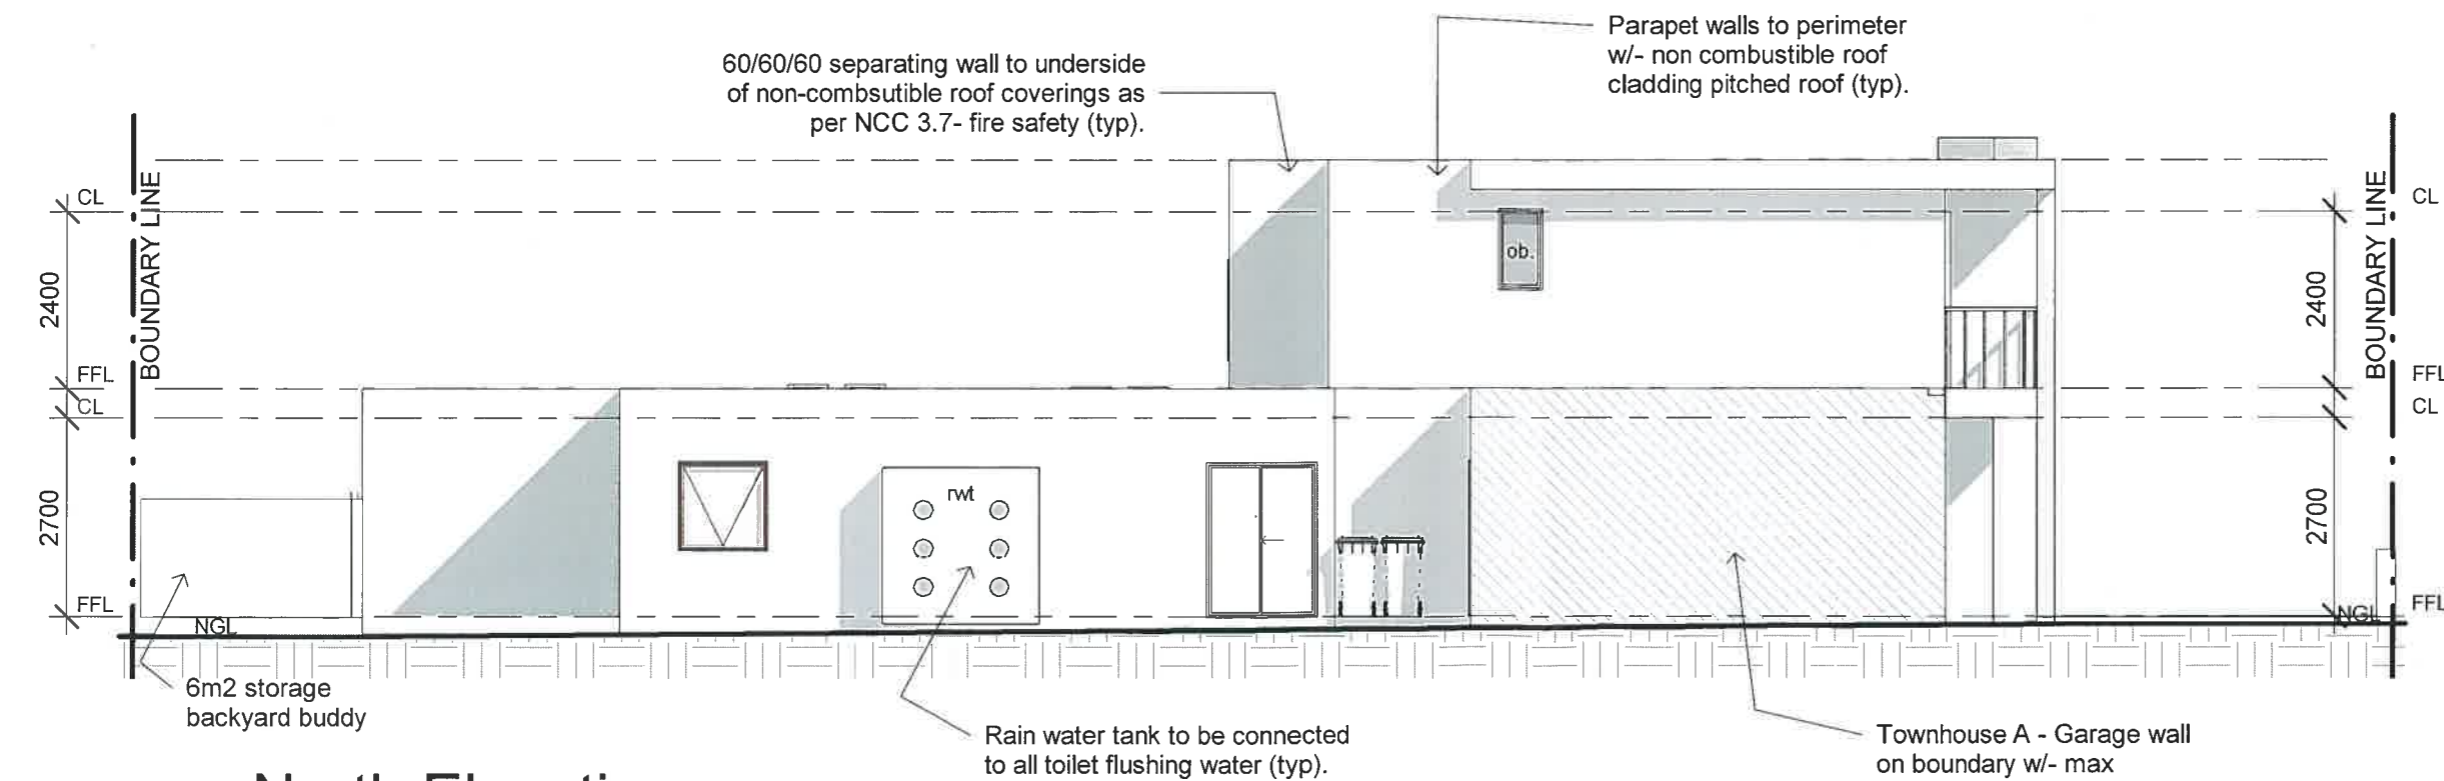 Parapet walls to perimeter
w/- non combustible roof
cladding pitched roof (typ).
60/60/60 separating wall to underside
of non-combsutible roof coverings as
per NCC 3.7- fire safety (typ).
CL
BOUNDARY LINE
2400
FFL
CL
2700
FFL
NGL
ob.
rwt
CL
BOUNDARY LINE
2400
FFL
CL
2700
FFL
NGL
6m2 storage
backyard buddy
Rain water tank to be connected
to all toilet flushing water (typ).
Townhouse A - Garage wall
on boundary w/- max
North